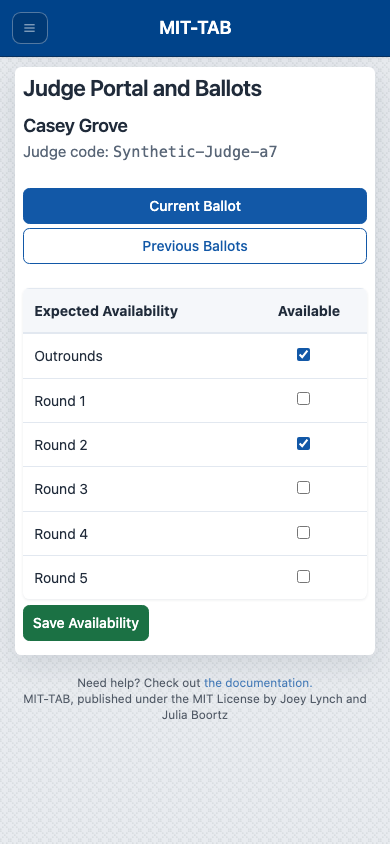 MIT-TAB
Judge Portal and Ballots
Casey Grove
Judge code: Synthetic-Judge-a7
Current Ballot
Previous Ballots
Expected Availability Available
Outrounds
Round 1
Round 2
Round 3
Round 4
Round 5
Save Availability
Need help? Check out the documentation.
MIT-TAB, published under the MIT License by Joey Lynch and
Julia Boortz